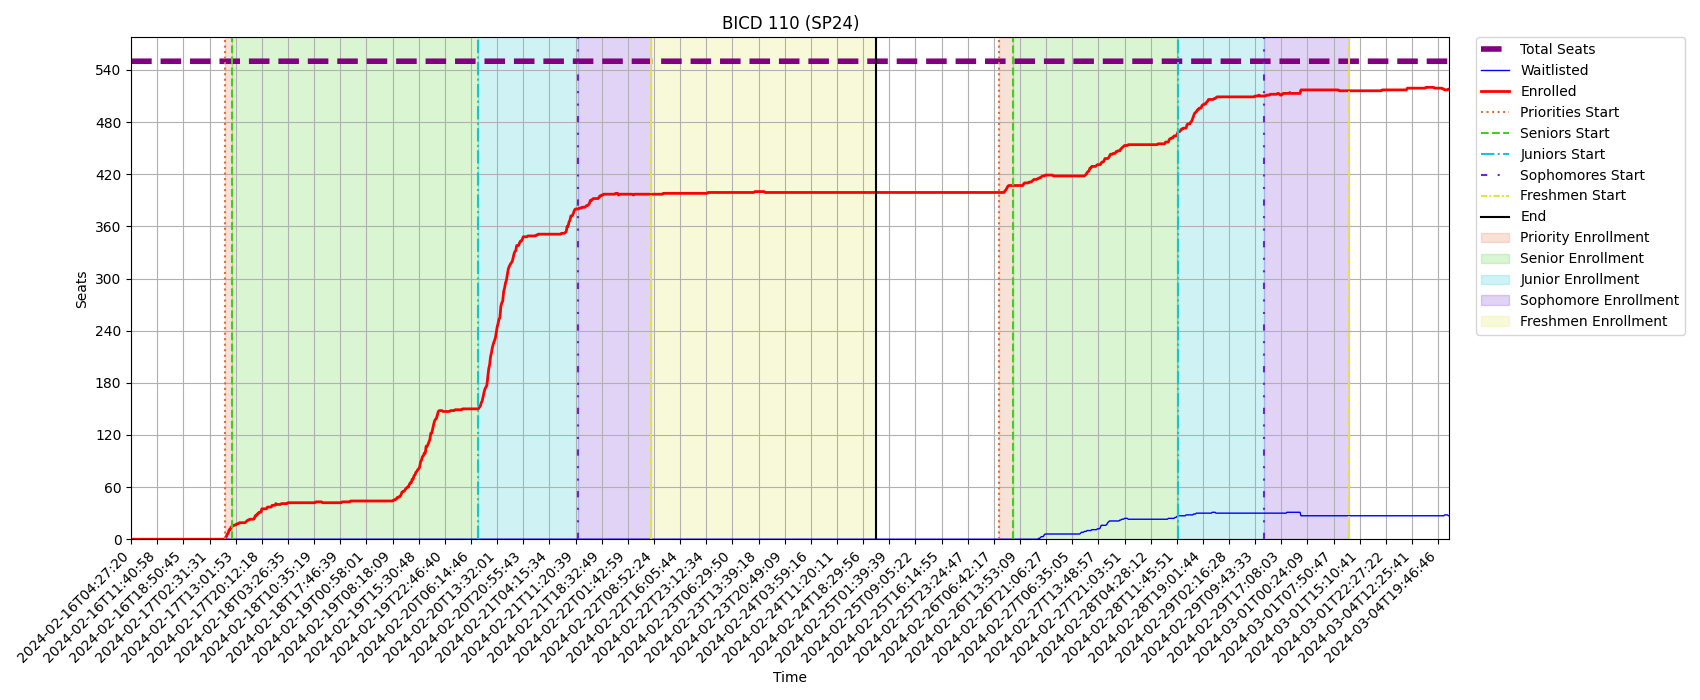 BICD 110 (SP24)
Seats
540
480
420
360
300
240
180
120
60
0
2024-02-16T04:27:20
2024-02-16T11:40:58
2024-02-16T18:50:45
2024-02-17T02:31:31
2024-02-17T13:01:53
2024-02-17T20:12:18
2024-02-18T03:26:35
2024-02-18T10:35:19
2024-02-18T17:46:39
2024-02-19T00:58:01
2024-02-19T08:18:09
2024-02-19T15:30:48
2024-02-19T22:46:40
2024-02-20T06:14:46
2024-02-20T13:32:01
2024-02-20T20:55:43
2024-02-21T04:15:34
2024-02-21T11:20:39
2024-02-21T18:32:49
2024-02-22T01:42:59
2024-02-22T08:52:24
2024-02-22T16:05:44
2024-02-22T23:12:34
2024-02-23T06:29:50
2024-02-23T13:39:18
2024-02-23T20:49:09
2024-02-24T03:59:16
2024-02-24T11:20:11
2024-02-24T18:29:56
2024-02-25T01:39:39
2024-02-25T09:05:22
2024-02-25T16:14:55
2024-02-25T23:24:47
2024-02-26T06:42:17
2024-02-26T13:53:09
2024-02-26T21:06:27
2024-02-27T06:35:05
2024-02-27T13:48:57
2024-02-27T21:03:51
2024-02-28T04:28:12
2024-02-28T11:45:51
2024-02-28T19:01:44
2024-02-29T02:16:28
2024-02-29T09:43:33
2024-02-29T17:08:03
2024-03-01T00:24:09
2024-03-01T07:50:47
2024-03-01T15:10:41
2024-03-01T22:27:22
2024-03-04T12:25:41
2024-03-04T19:46:46
Time
Total Seats
Waitlisted
Enrolled
Priorities Start
Seniors Start
Juniors Start
Sophomores Start
Freshmen Start
End
Priority Enrollment
Senior Enrollment
Junior Enrollment
Sophomore Enrollment
Freshmen Enrollment